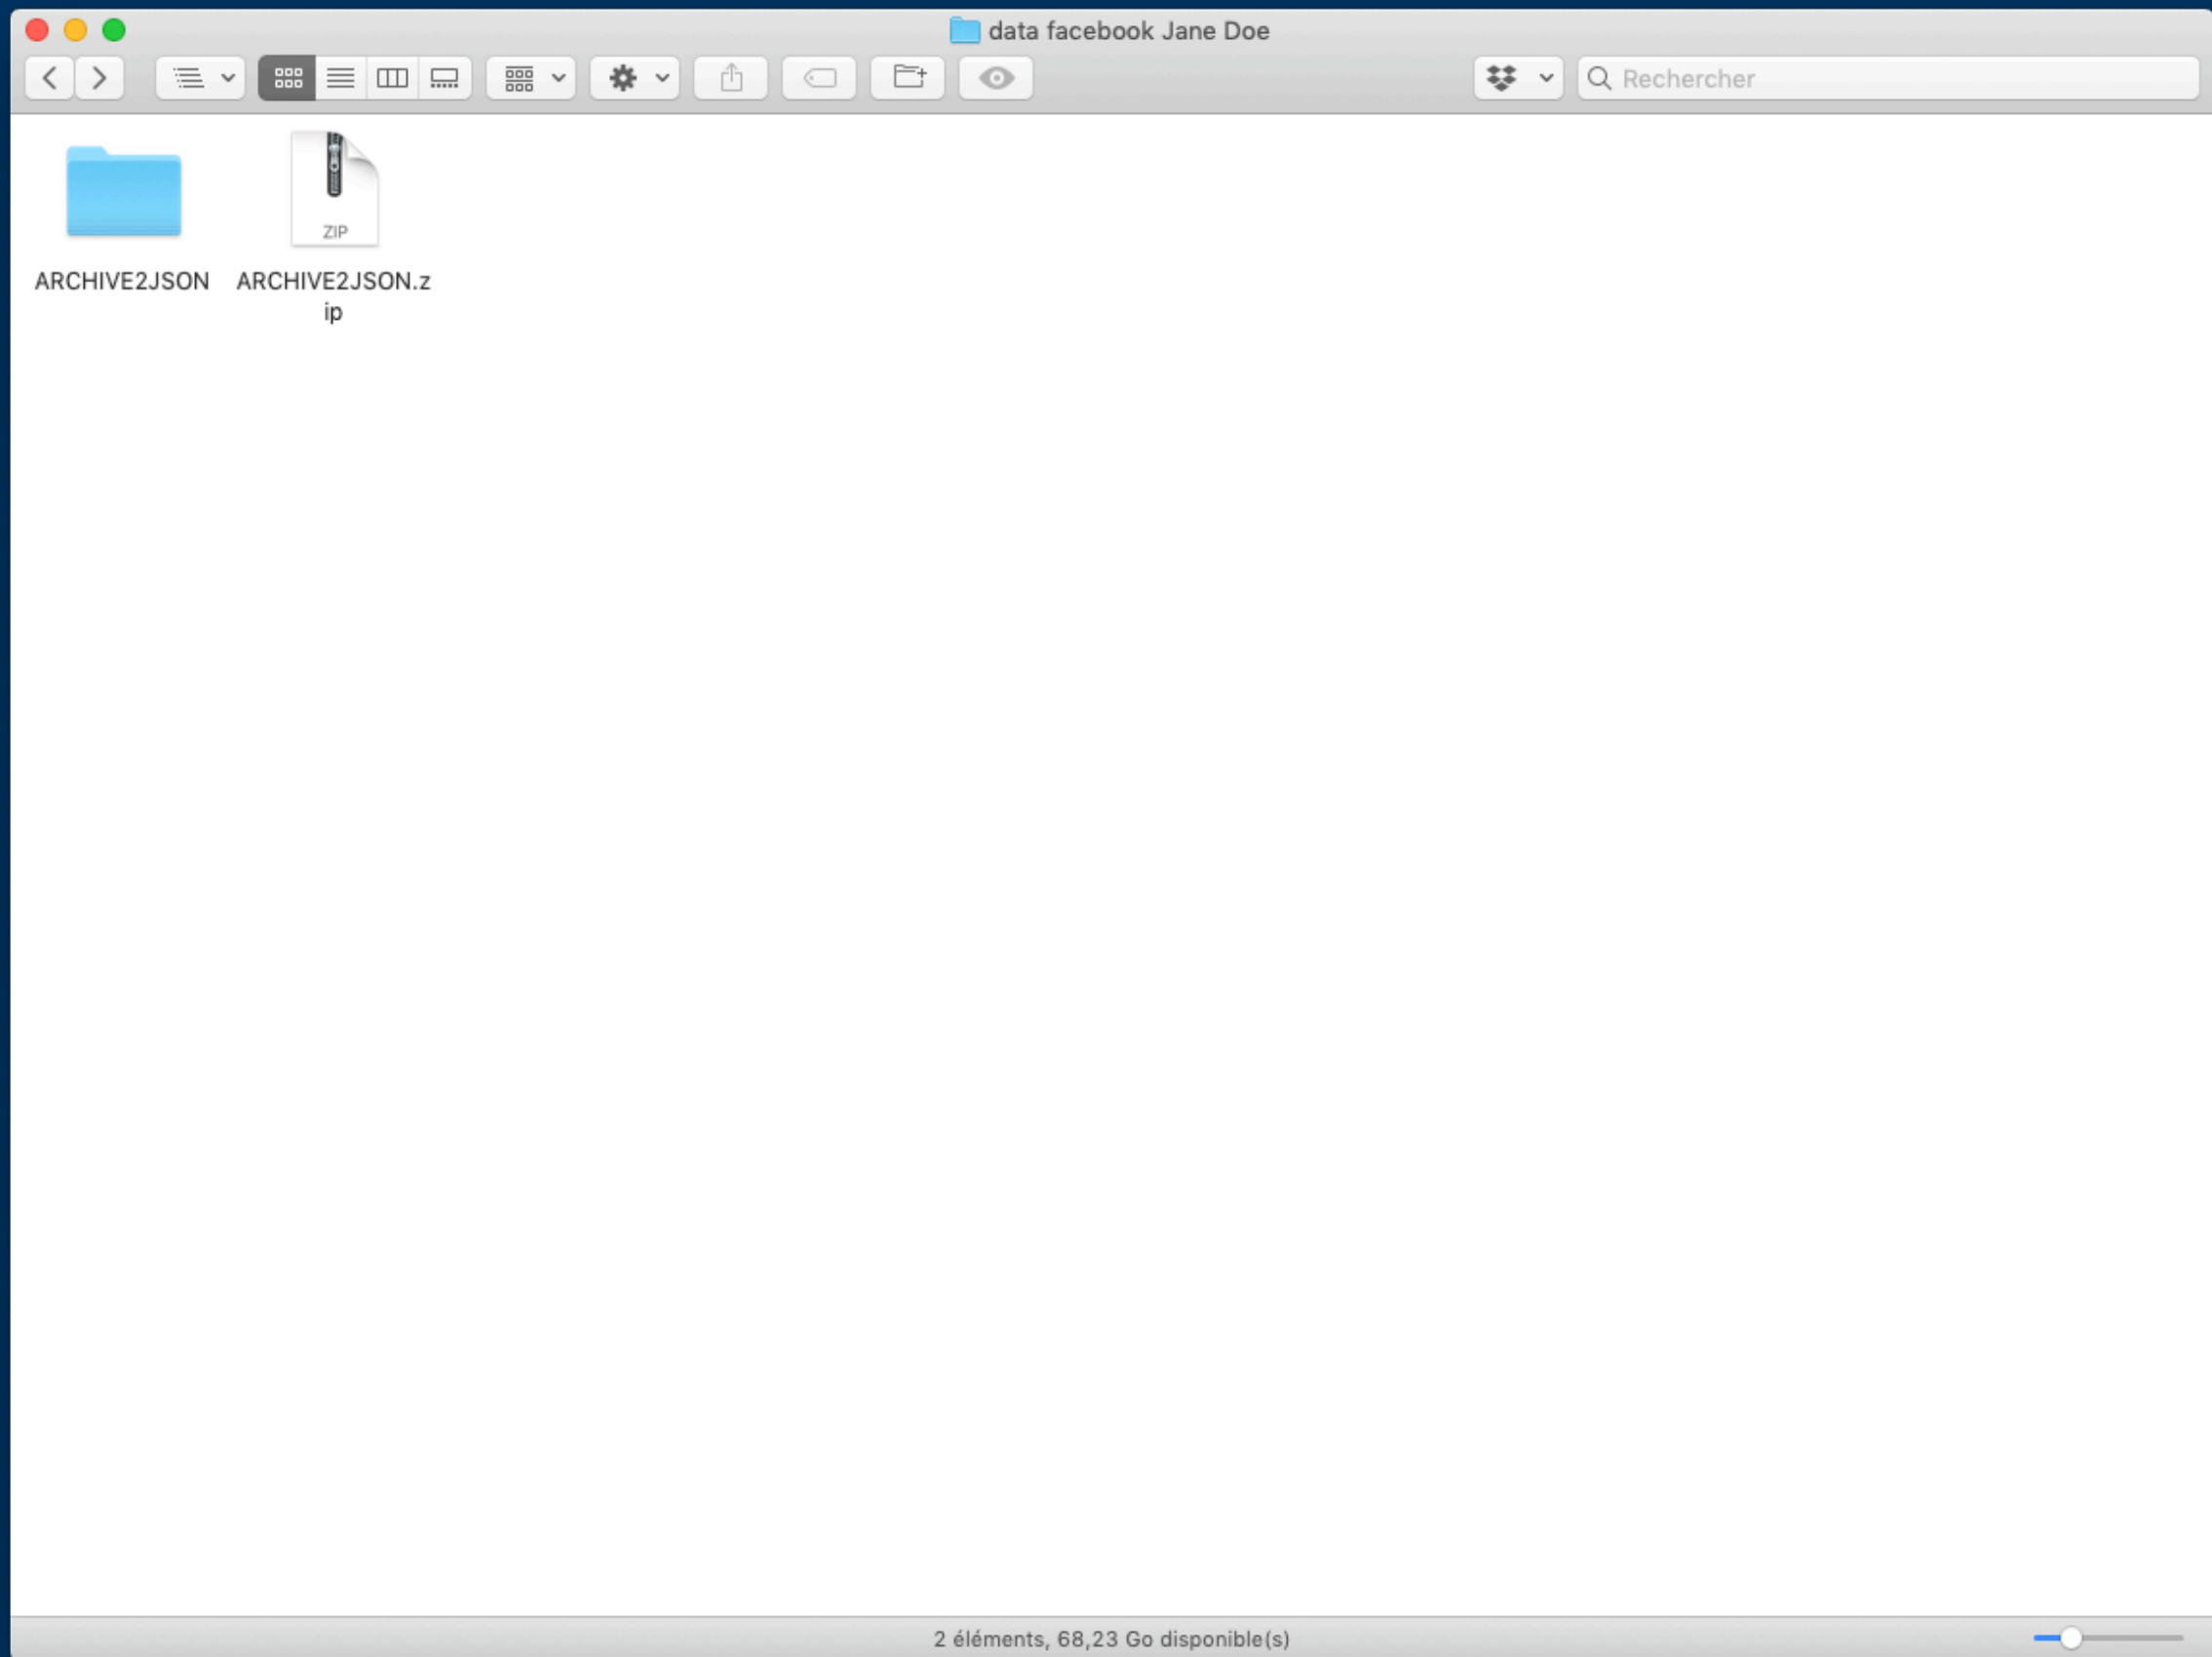 data facebook Jane Doe
Rechercher
ZIP
ARCHIVE2JSON
ARCHIVE2JSON.z
ip
2 éléments, 68,23 Go disponible(s)